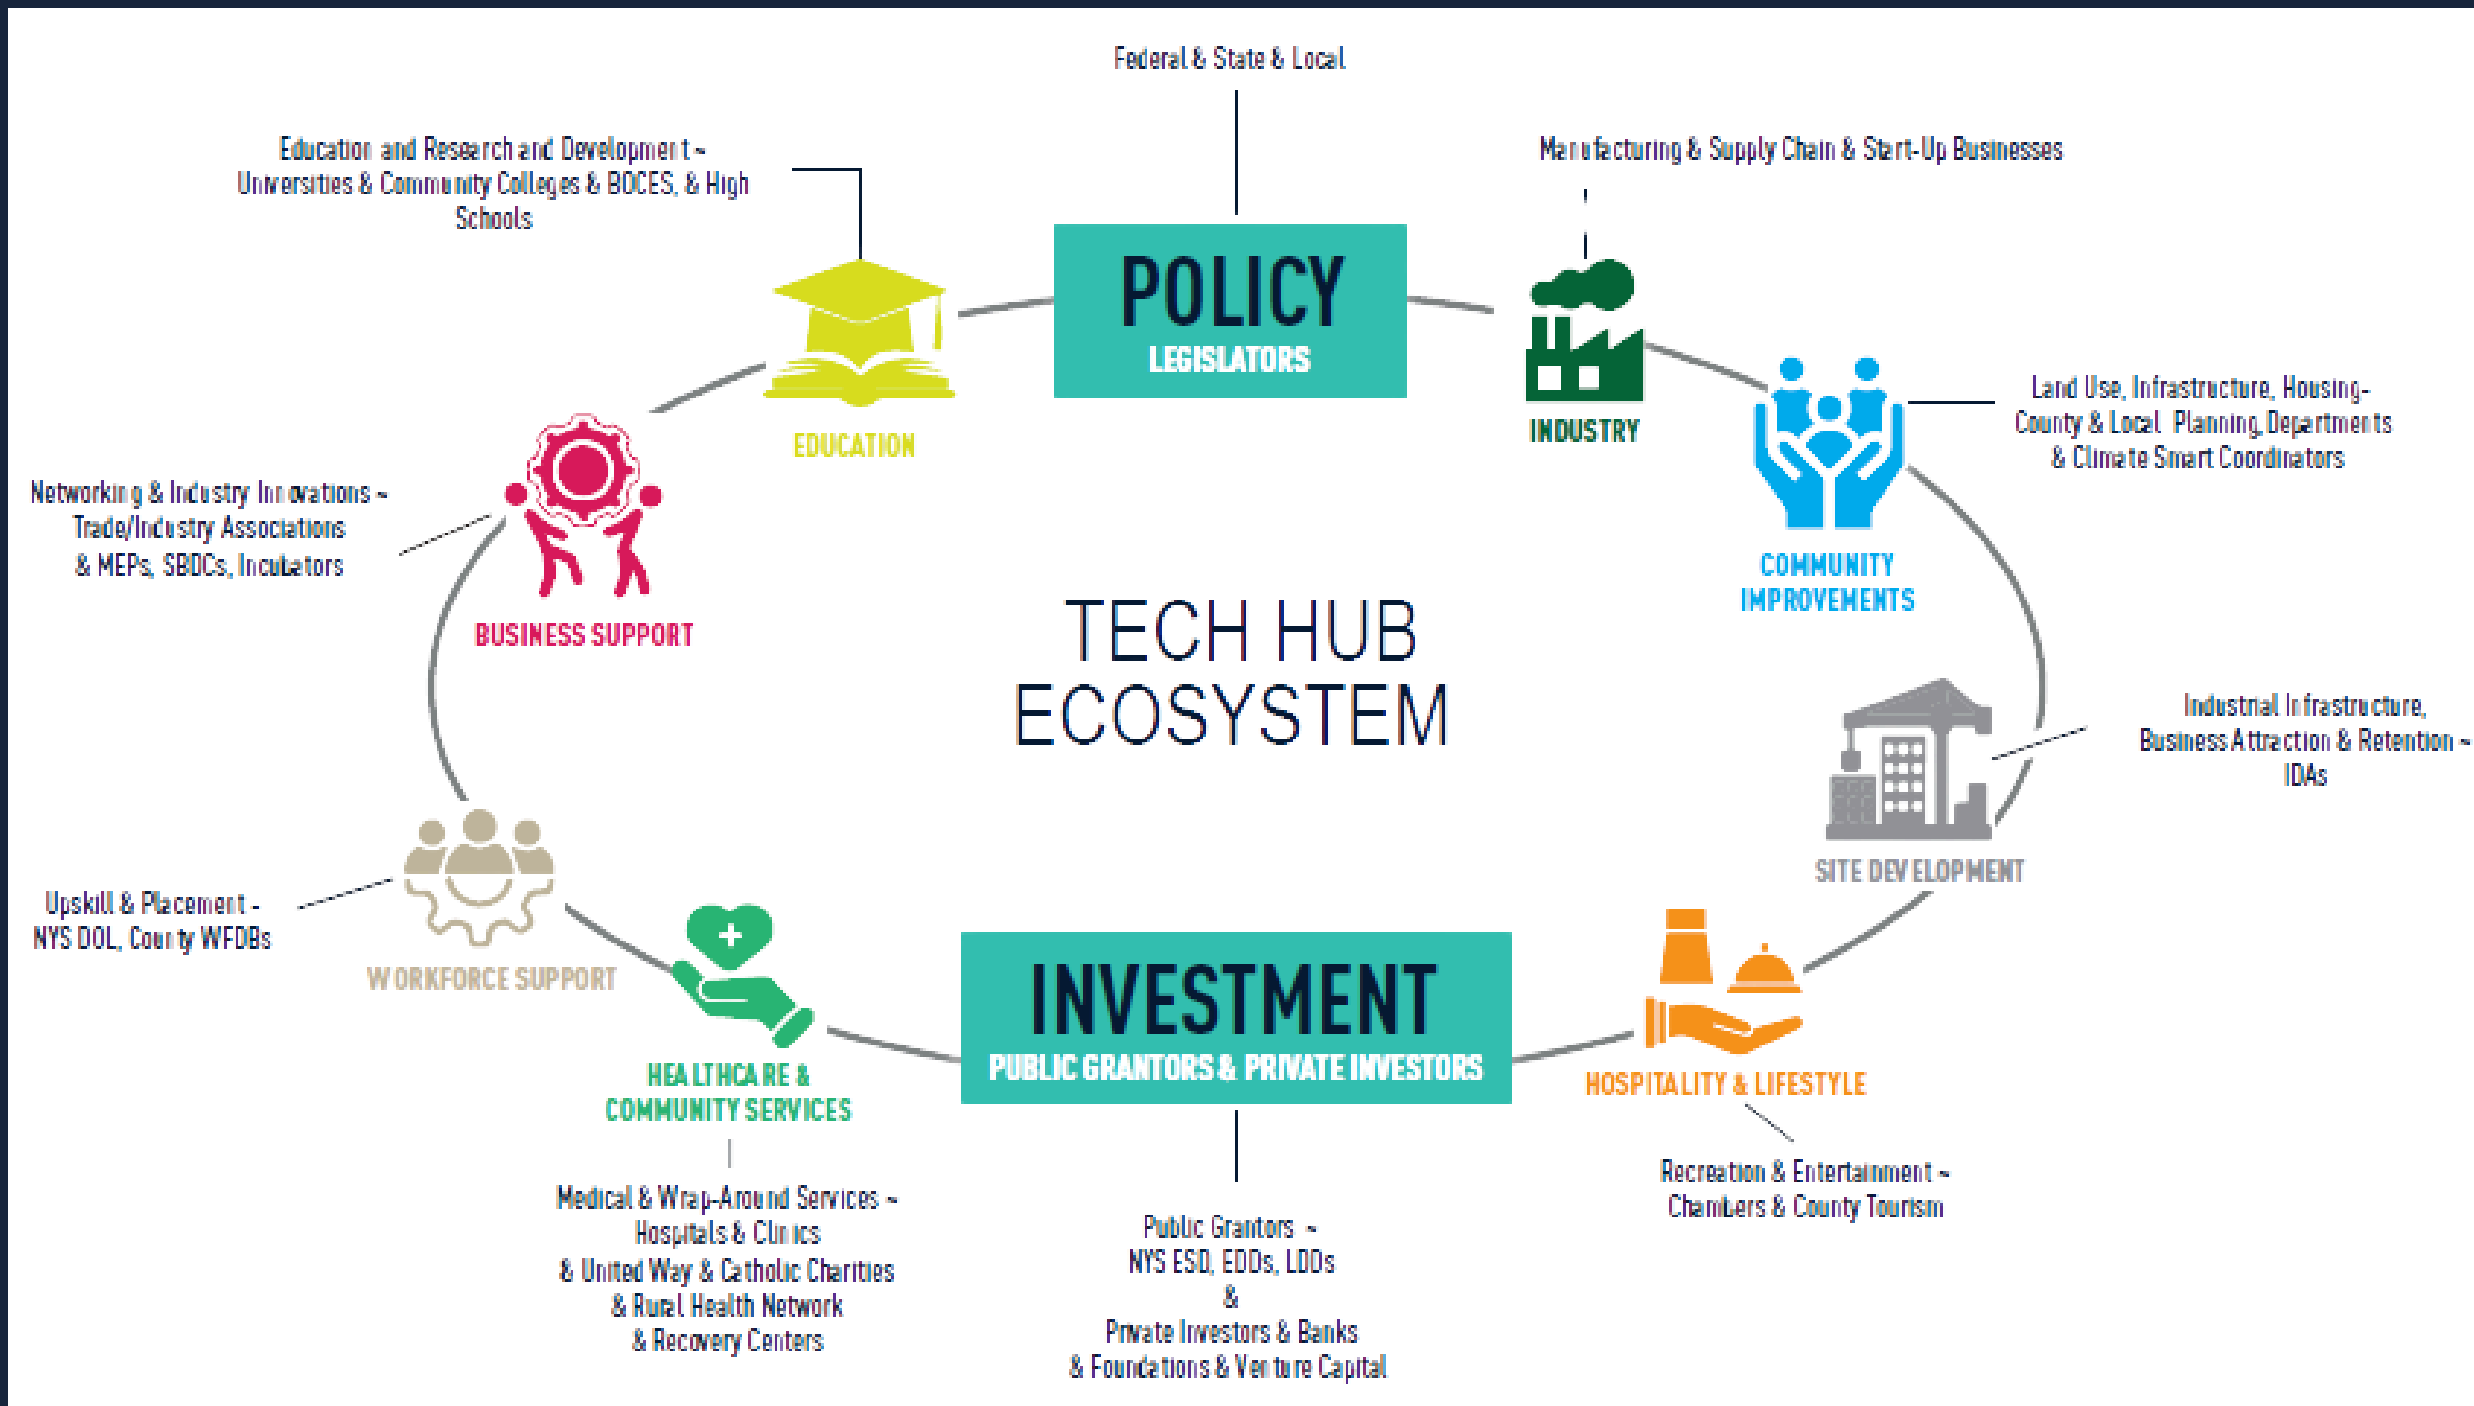 Federal & State & Local
Education and Research and Development ~
Universities & Community Colleges & BOCES, & High
Schools
Manufacturing & Supply Chain & Start-Up Businesses
POLICY
LEGISLATORS
EDUCATION
INDUSTRY
Land Use, Infrastructure, Housing-
County & Local Planning, Departments
& Climate Smart Coordinators
Networking & Industry Innovations ~
Trade/Industry Associations
& MEPs, SBDCs, Incubators
COMMUNITY
IMPROVEMENTS
BUSINESS SUPPORT
TECH HUB
ECOSYSTEM
Industrial Infrastructure,
Business Attraction & Retention ~
IDAs
SITE DEVELOPMENT
Upskill & Placement -
NYS DOL, County WFDBs
WORKFORCE SUPPORT
INVESTMENT
PUBLIC GRANTORS & PRIVATE INVESTORS
HEALTHCARE &
COMMUNITY SERVICES
HOSPITALITY & LIFESTYLE
Medical & Wrap-Around Services ~
Hospitals & Clinics
& United Way & Catholic Charities
& Rural Health Network
& Recovery Centers
Public Grantors ~
NYS ESD, EDDs, LDDs
&
Private Investors & Banks
& Foundations & Venture Capital
Recreation & Entertainment ~
Chambers & County Tourism